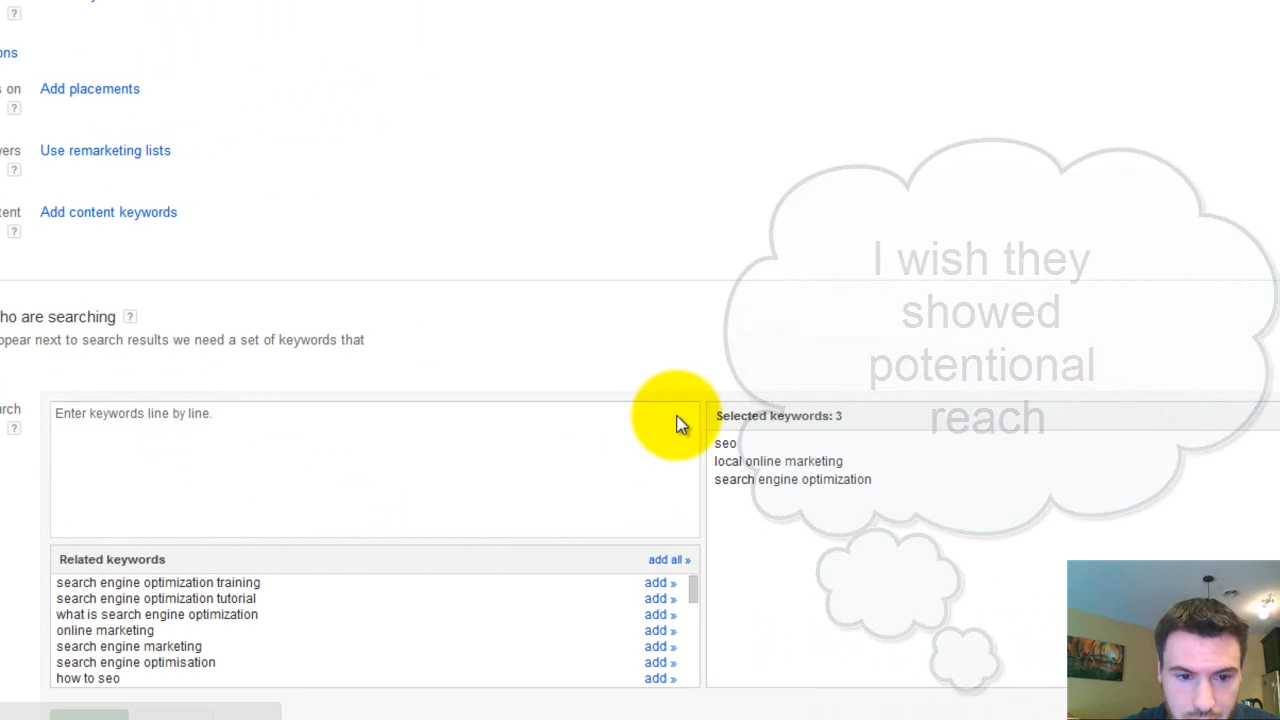 ?
ons
s on
Add placements
?
vers
Use remarketing lists
?
tent
Add content keywords
?
I wish they
showed
potentional
reach
ho are searching ?
ppear next to search results we need a set of keywords that
rch
?
Enter keywords line by line.
Selected keywords: 3
seo
local online marketing
search engine optimization
Related keywords
add all »
search engine optimization training
add »
search engine optimization tutorial
add »
what is search engine optimization
add »
online marketing
add »
search engine marketing
add »
search engine optimisation
add »
how to seo
add »